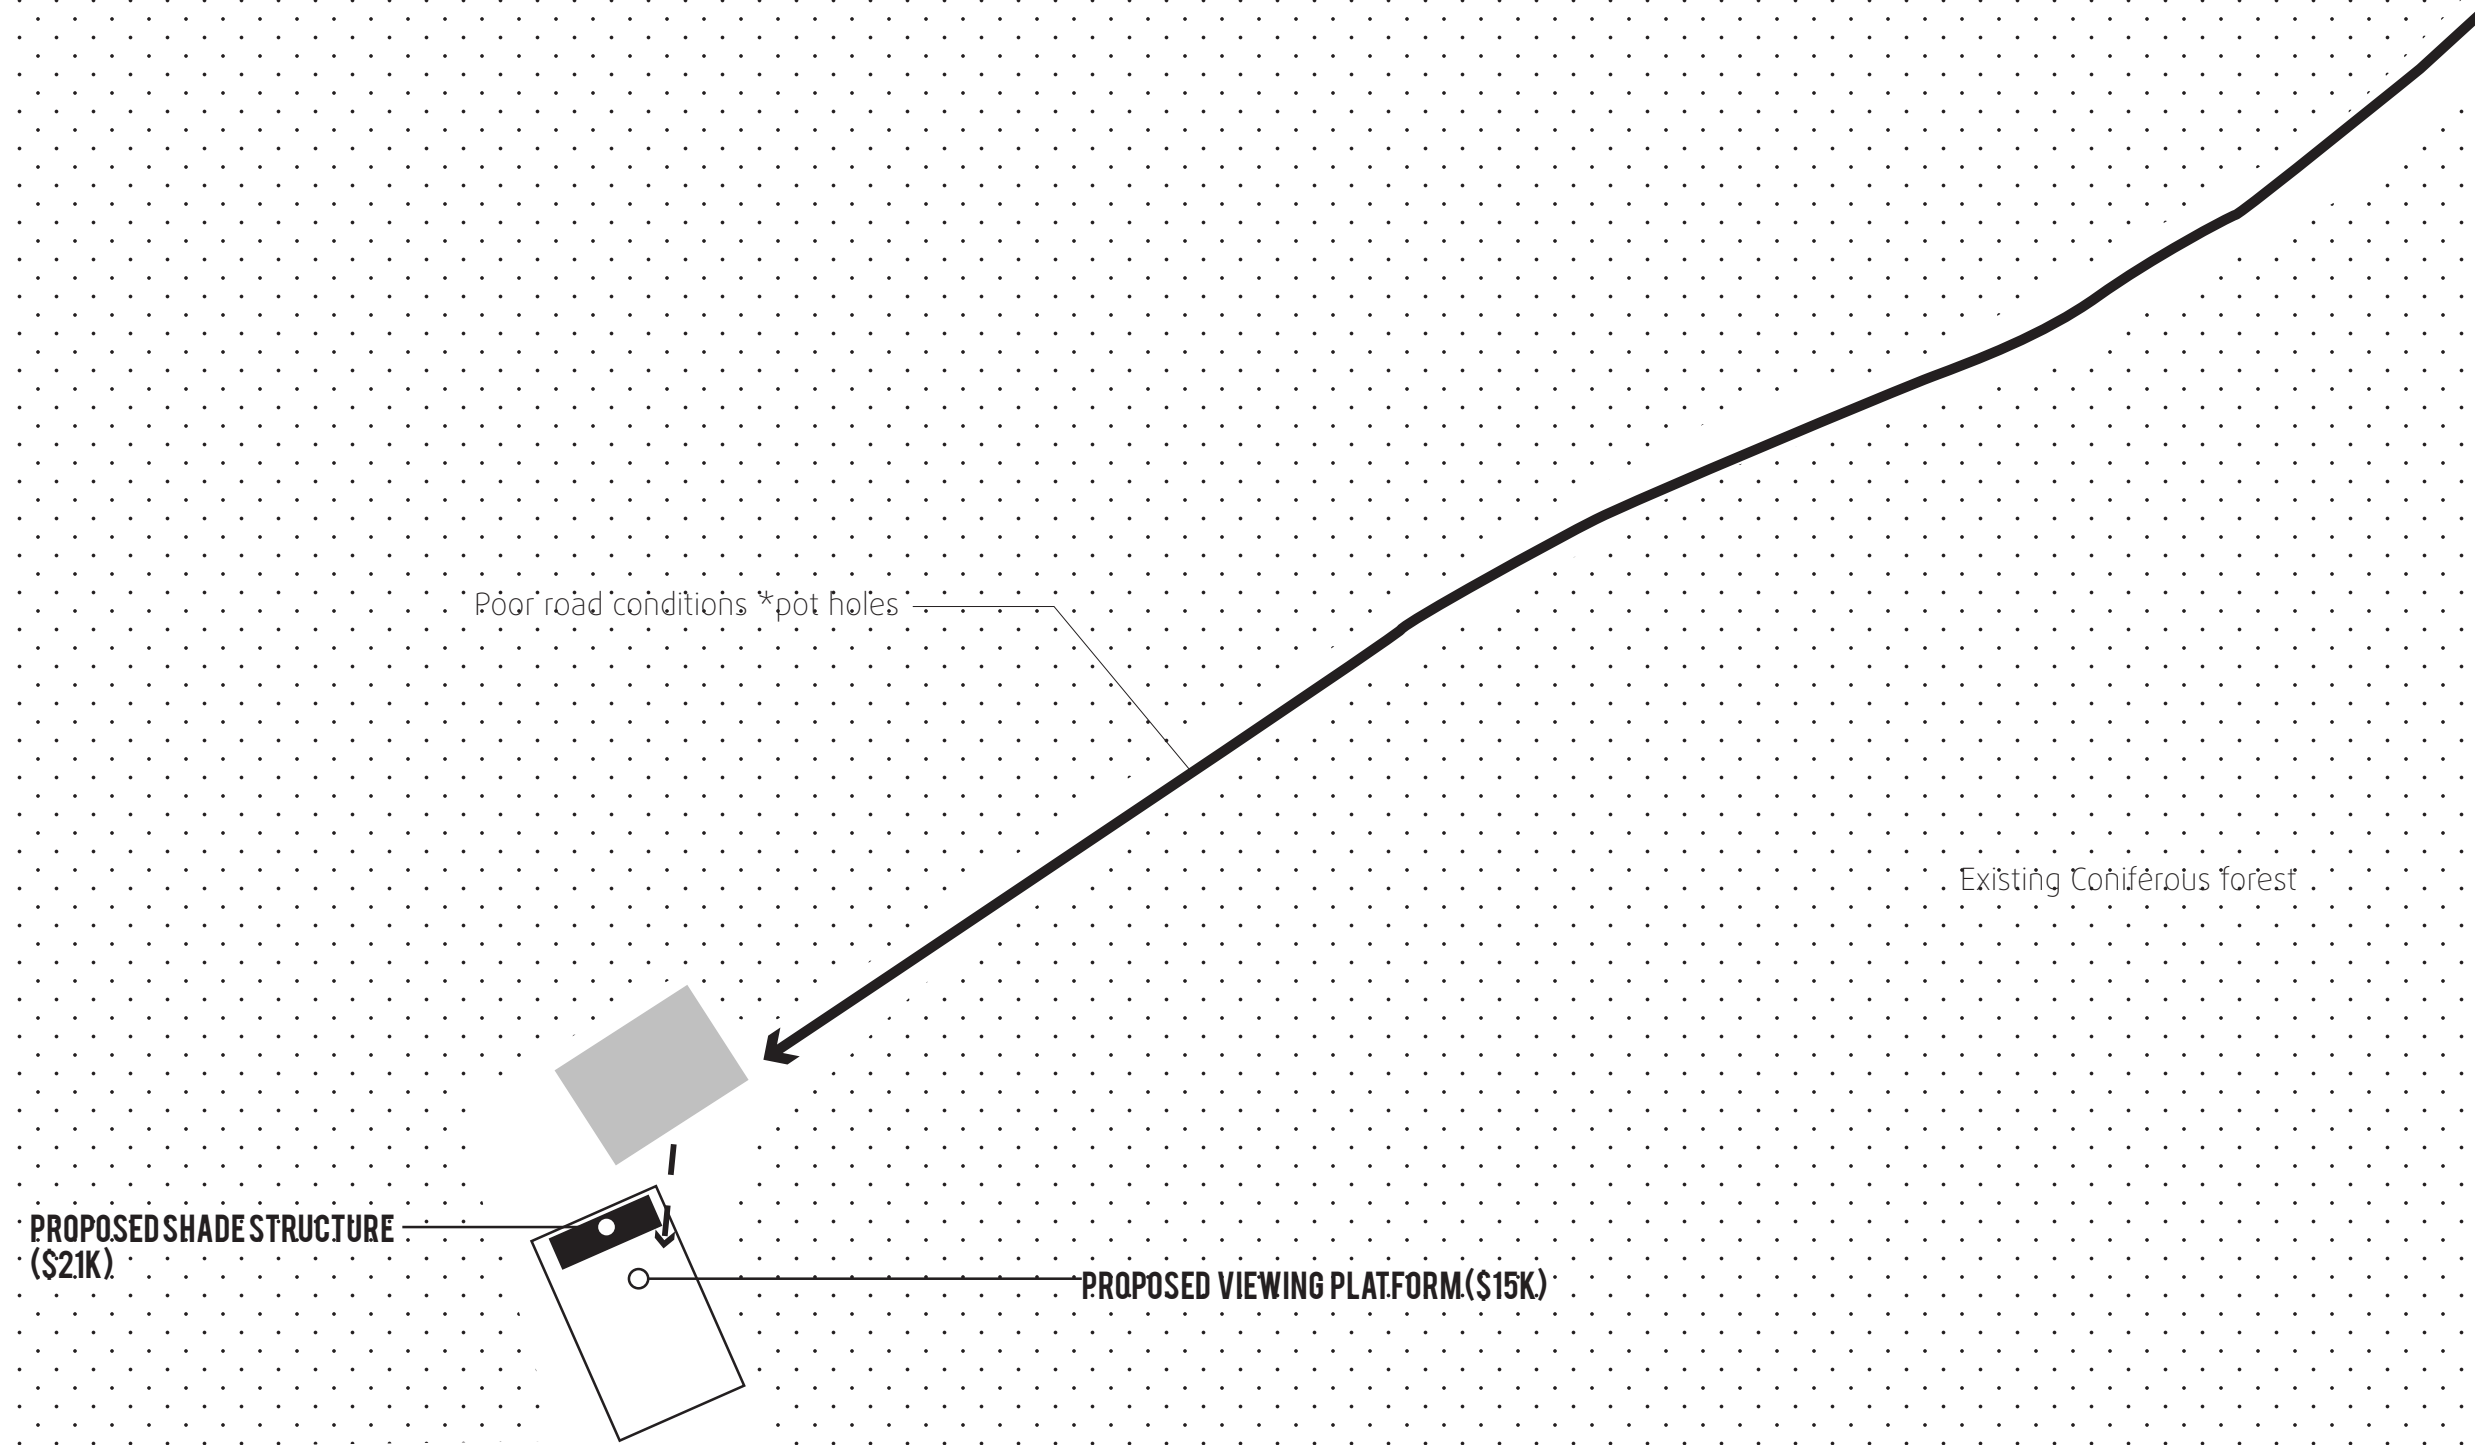 Poor road conditions *pot holes
Existing Coniferous forest
PROPOSED SHADE STRUCTURE
($21K)
PROPOSED VIEWING PLATFORM ($15K)